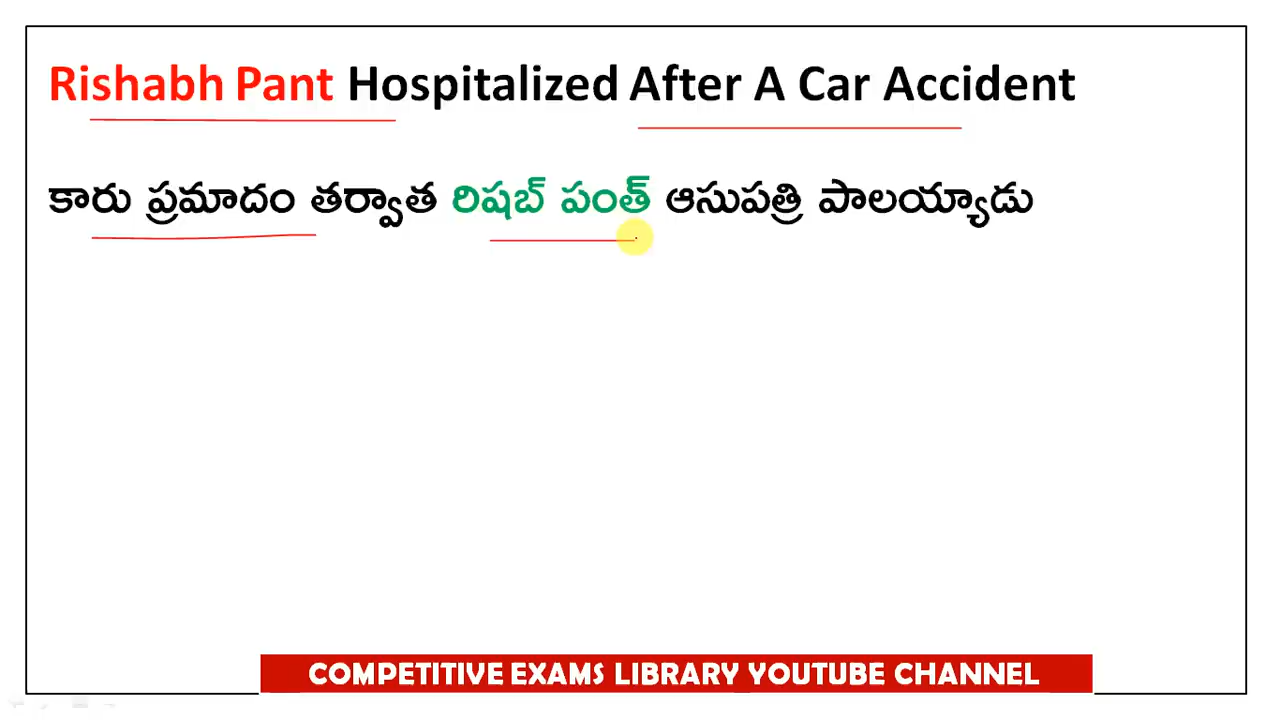 Rishabh Pant Hospitalized After A Car Accident
కారు ప్రమాదం తర్వాత రిషబ్ పంత్ ఆసుపత్రి పాలయ్యాడు
COMPETITIVE EXAMS LIBRARY YOUTUBE CHANNEL